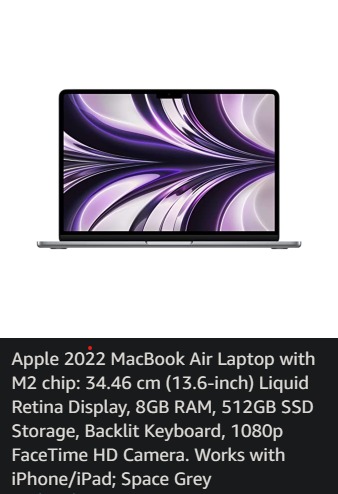 Apple 2022 MacBook Air Laptop with
M2 chip: 34.46 cm (13.6-inch) Liquid
Retina Display, 8GB RAM, 512GB SSD
Storage, Backlit Keyboard, 1080p
FaceTime HD Camera. Works with
iPhone/iPad; Space Grey